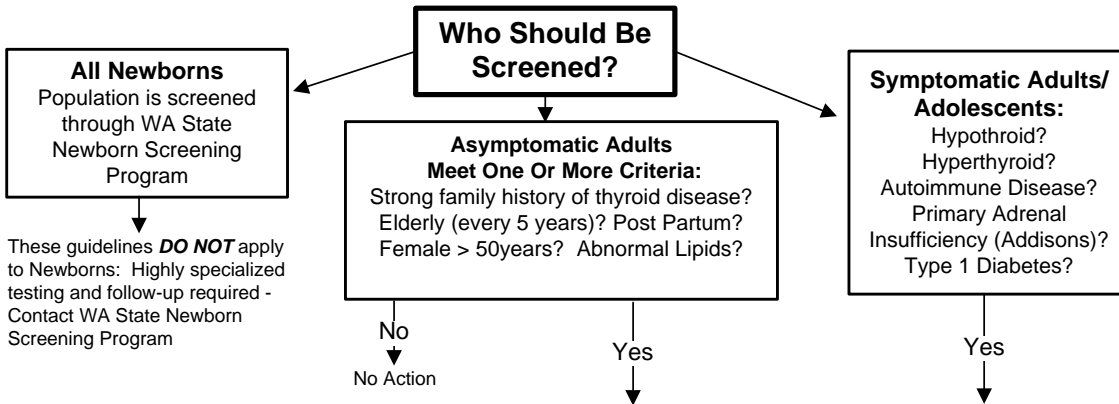 Who Should Be
Screened?
All Newborns
Population is screened
through WA State
Newborn Screening
Program
These guidelines DO NOT apply
to Newborns: Highly specialized
testing and follow-up required -
Contact WA State Newborn
Screening Program
Asymptomatic Adults
Meet One Or More Criteria:
Strong family history of thyroid disease?
Elderly (every 5 years)? Post Partum?
Female > 50years? Abnormal Lipids?
No
No Action
Yes
Symptomatic Adults/
Adolescents:
Hypothroid?
Hyperthyroid?
Autoimmune Disease?
Primary Adrenal
Insufficiency (Addisons)?
Type 1 Diabetes?
Yes